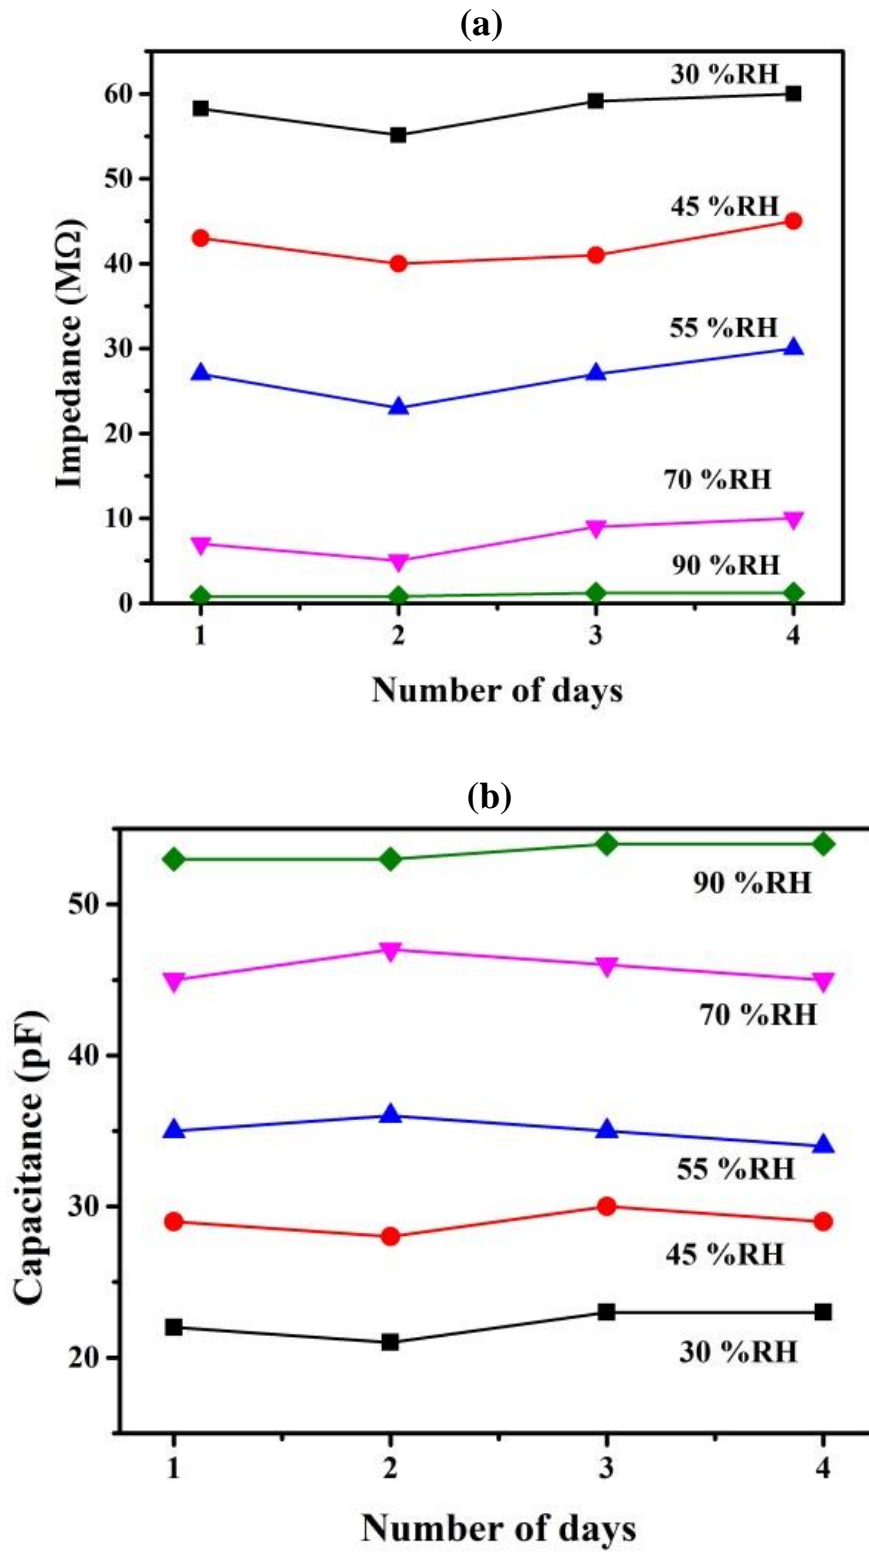 (a)
30 %RH
60
50
45 %RH
40
55 %RH
30
20
70 %RH
10
90 %RH
0
1 2 3 4
Impedance (MΩ)
Number of days
(b)
90 %RH
50
70 %RH
40
55 %RH
30
45 %RH
30 %RH
20
1 2 3 4
Capacitance (pF)
Number of days